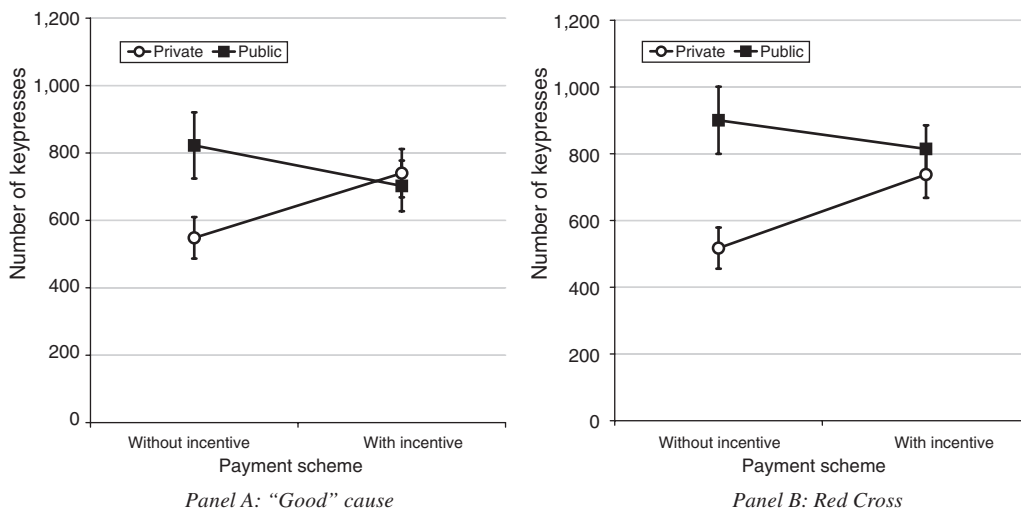 1,200
Private Public
1,000
800
600
400
200
0
Number of keypresses
Without incentive With incentive
Payment scheme
Panel A: “Good” cause
1,200
Private Public
1,000
800
600
400
200
0
Number of keypresses
Without incentive With incentive
Payment scheme
Panel B: Red Cross